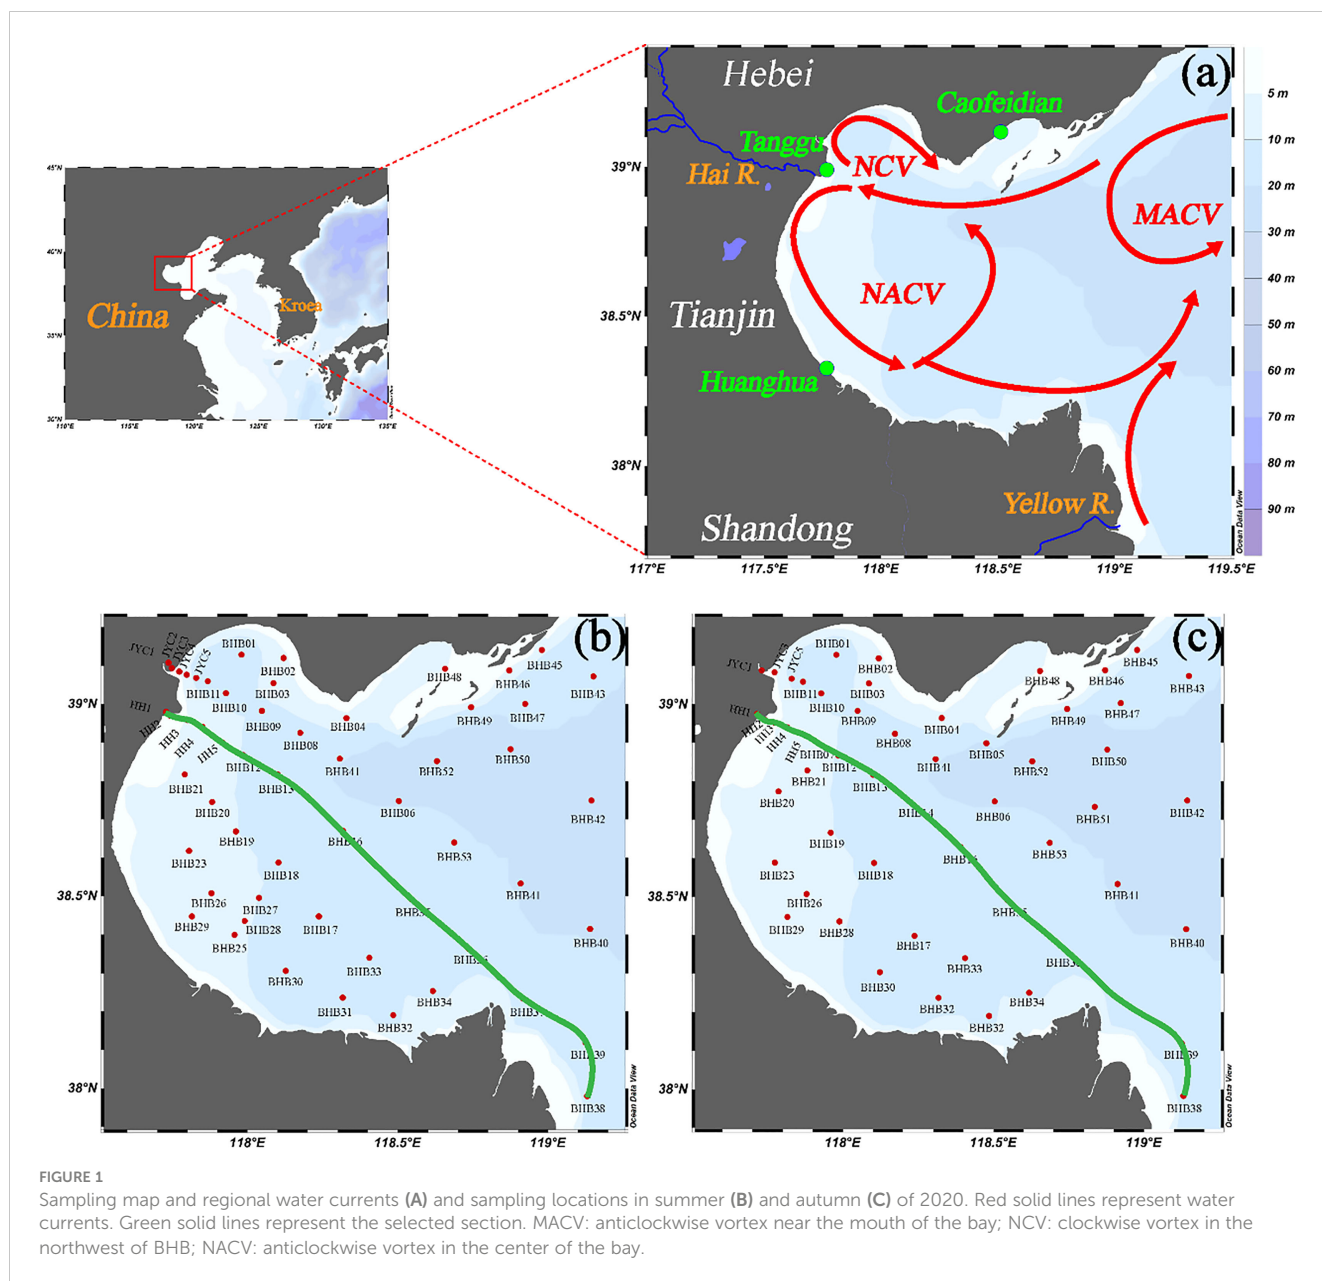 45°N
40°N
35°N
30°N
110°E
115°E
120°E
125°E
130°E
135°E
China
Kroea
(a)
Hebei
Caofeidian
Tanggu
Hai R.
NCV
MACV
NACV
Tianjin
Huanghua
Yellow R.
Shandong
39°N
38.5°N
38°N
117°E
117.5°E
118°E
118.5°E
119°E
119.5°E
Ocean Data View
5 m
10 m
20 m
30 m
40 m
50 m
60 m
70 m
80 m
90 m
(b)
JYC1
JYC2
JYC3
JYC4
JYC5
BHB01
BHB02
BHB03
BHB11
BHB10
BHB09
BHB08
BHB04
BHB48
BHB45
BHB46
BHB43
BHB49
BHB47
HH1
HH2
HH3
HH4
HH5
BHB12
BHB13
BHB41
BHB52
BHB50
BHB21
BHB20
BHB06
BHB42
BHB19
BHB53
BHB23
BHB18
BHB41
BHB26
BHB27
BHB29
BHB28
BHB17
BHB25
BHB40
BHB30
BHB33
BHB31
BHB34
BHB32
BHB39
BHB38
39°N
38.5°N
38°N
118°E
118.5°E
119°E
Ocean Data View
(c)
JYC1
JYC3
JYC5
BHB01
BHB02
BHB03
BHB11
BHB10
BHB09
BHB08
BHB04
BHB48
BHB45
BHB46
BHB43
BHB49
BHB47
HH1
HH3
HH4
HH5
BHB12
BHB13
BHB41
BHB05
BHB52
BHB50
BHB21
BHB20
BHB06
BHB51
BHB42
BHB19
BHB53
BHB23
BHB18
BHB41
BHB26
BHB29
BHB28
BHB17
BHB40
BHB30
BHB33
BHB32
BHB34
BHB32
BHB39
BHB38
39°N
38.5°N
38°N
118°E
118.5°E
119°E
Ocean Data View
FIGURE 1
Sampling map and regional water currents (A) and sampling locations in summer (B) and autumn (C) of 2020. Red solid lines represent water
currents. Green solid lines represent the selected section. MACV: anticlockwise vortex near the mouth of the bay; NCV: clockwise vortex in the
northwest of BHB; NACV: anticlockwise vortex in the center of the bay.